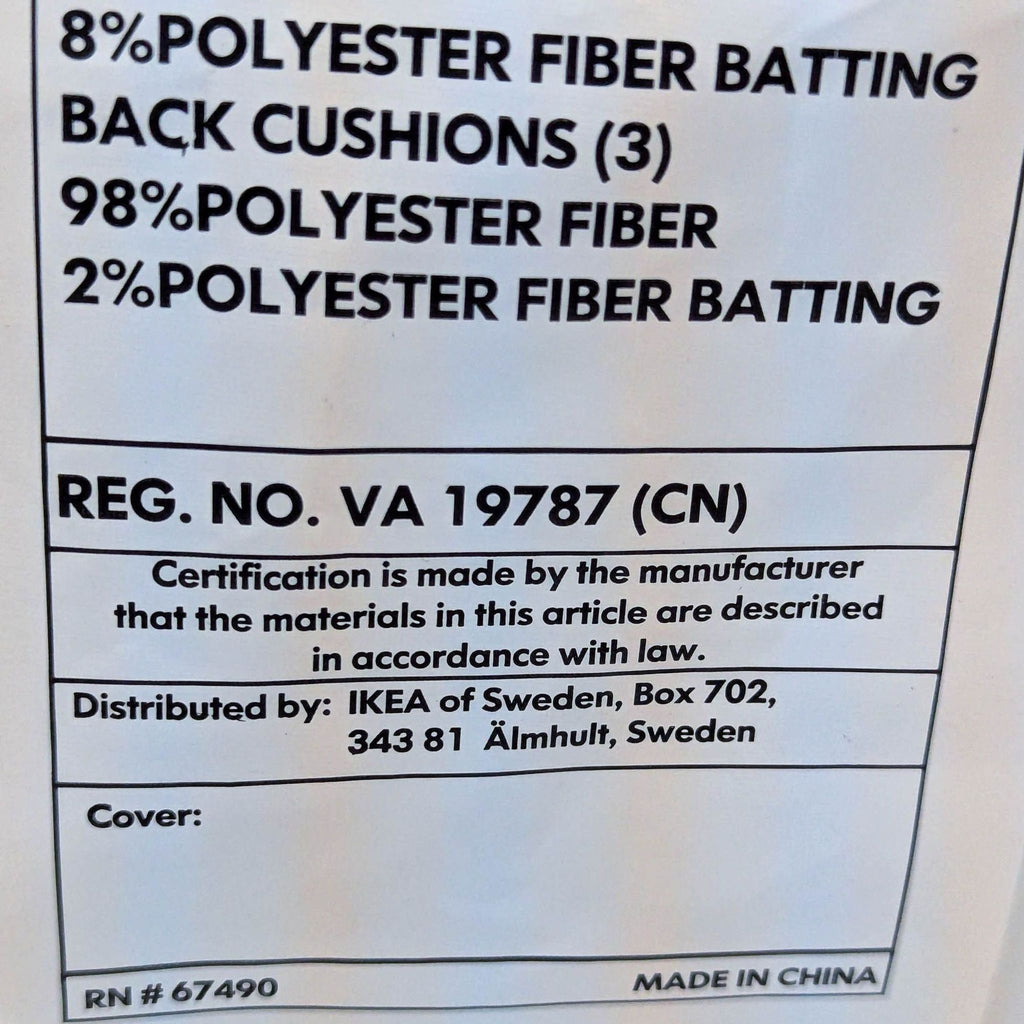 8%POLYESTER FIBER BATTING
BACK CUSHIONS (3)
98%POLYESTER FIBER
2%POLYESTER FIBER BATTING
REG. NO. VA 19787 (CN)
Certification is made by the manufacturer
that the materials in this article are described
in accordance with law.
Distributed by: IKEA of Sweden, Box 702,
343 81 Älmhult, Sweden
Cover:
RN # 67490 MADE IN CHINA